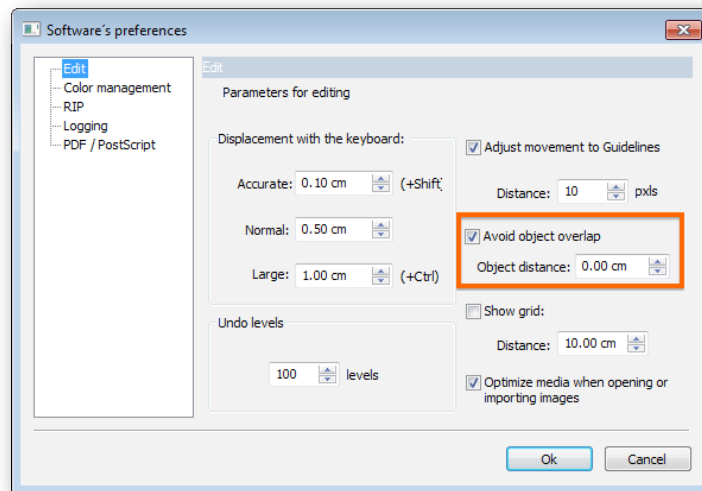 Software´s preferences
Edit
Color management
RIP
Logging
PDF / PostScript
Edit
Parameters for editing
Displacement with the keyboard:
Accurate: 0.10 cm (+Shift)
Normal: 0.50 cm
Large: 1.00 cm (+Ctrl)
Undo levels
100 levels
Adjust movement to Guidelines
Distance: 10 pxls
Avoid object overlap
Object distance: 0.00 cm
Show grid:
Distance: 10.00 cm
Optimize media when opening or
importing images
Ok Cancel